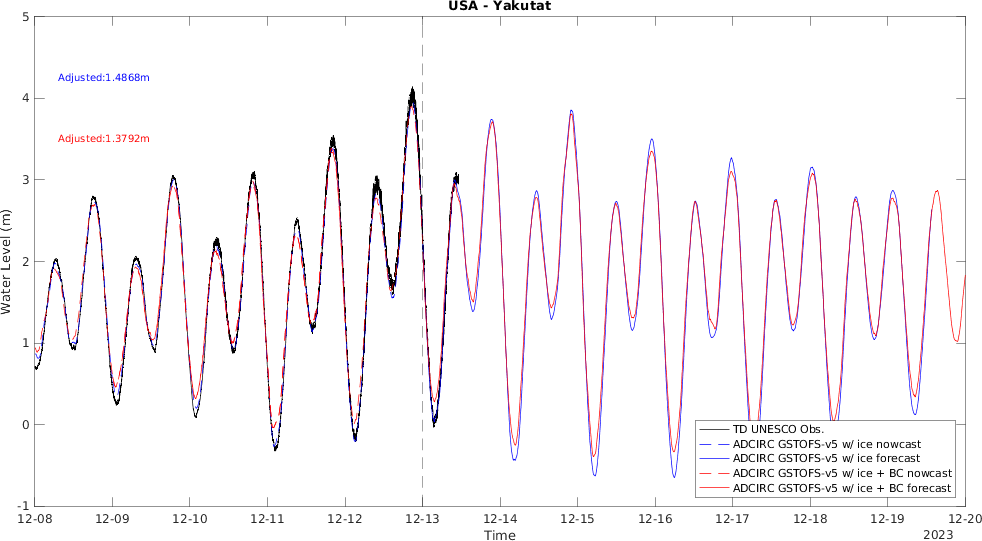 USA - Yakutat
5
4
3
2
1
0
-1
Water Level (m)
Adjusted:1.4868m
Adjusted:1.3792m
TD UNESCO Obs.
ADCIRC GSTOFS-v5 w/ ice nowcast
ADCIRC GSTOFS-v5 w/ ice forecast
ADCIRC GSTOFS-v5 w/ ice + BC nowcast
ADCIRC GSTOFS-v5 w/ ice + BC forecast
12-08 12-09 12-10 12-11 12-12 12-13 12-14 12-15 12-16 12-17 12-18 12-19 12-20
Time
2023